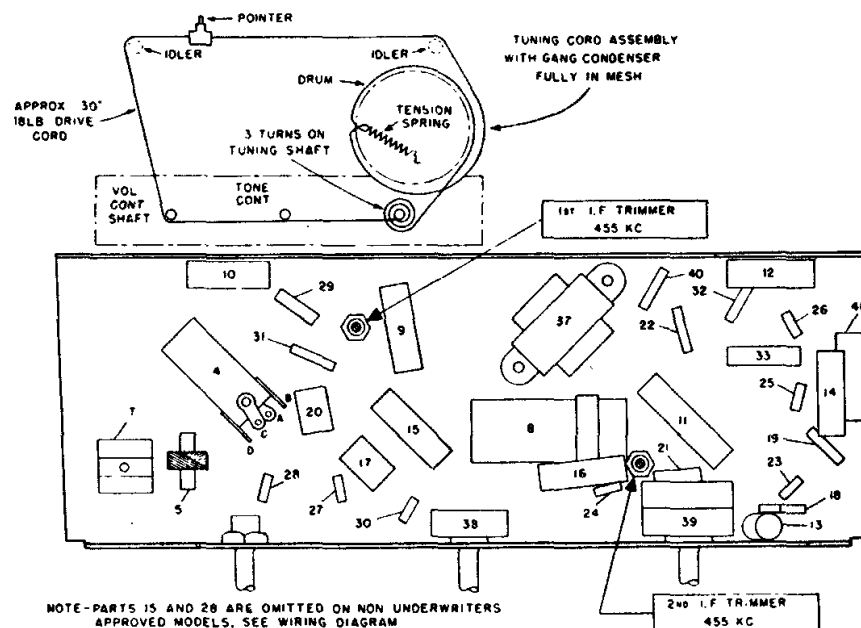 POINTER
IDLER
IDLER
TUNING CORD ASSEMBLY
WITH GANG CONDENSER
FULLY IN MESH
DRUM
APPROX 30"
18LB DRIVE
CORD
TENSION
SPRING
3 TURNS ON
TUNING SHAFT
VOL
CONT
SHAFT
TONE
CONT
1ST I.F TRIMMER
455 KC
10
29
9
37
40
12
32
26
22
31
33
4
B
A
C
D
20
25
14
15
8
11
19
7
5
17
16
21
23
28
27
24
18
30
38
39
13
NOTE-PARTS 15 AND 28 ARE OMITTED ON NON UNDERWRITERS
APPROVED MODELS, SEE WIRING DIAGRAM
2ND I.F TRIMMER
455 KC